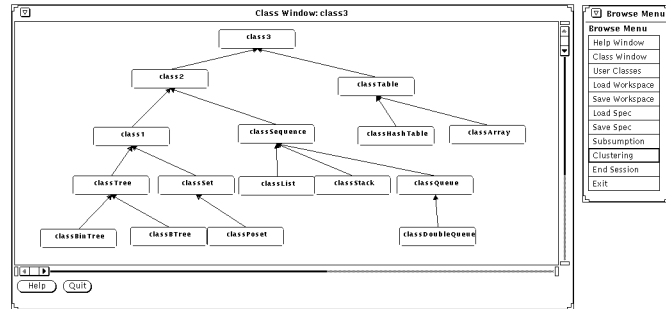 Class Window: class3
class3
class2
classTable
class1
classSequence
classHashTable
classArray
classTree
classSet
classList
classStack
classQueue
classBinTree
classBTree
classPoset
classDoubleQueue
Help
Quit
Browse Menu
Browse Menu
Help Window
Class Window
User Classes
Load Workspace
Save Workspace
Load Spec
Save Spec
Subsumption
Clustering
End Session
Exit